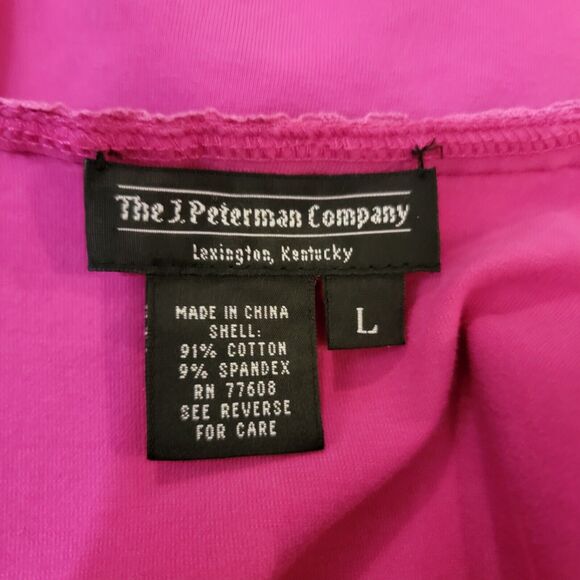 The J. Peterman Company
Lexington, Kentucky
L
MADE IN CHINA
SHELL:
91% COTTON
9% SPANDEX
RN 77608
SEE REVERSE
FOR CARE